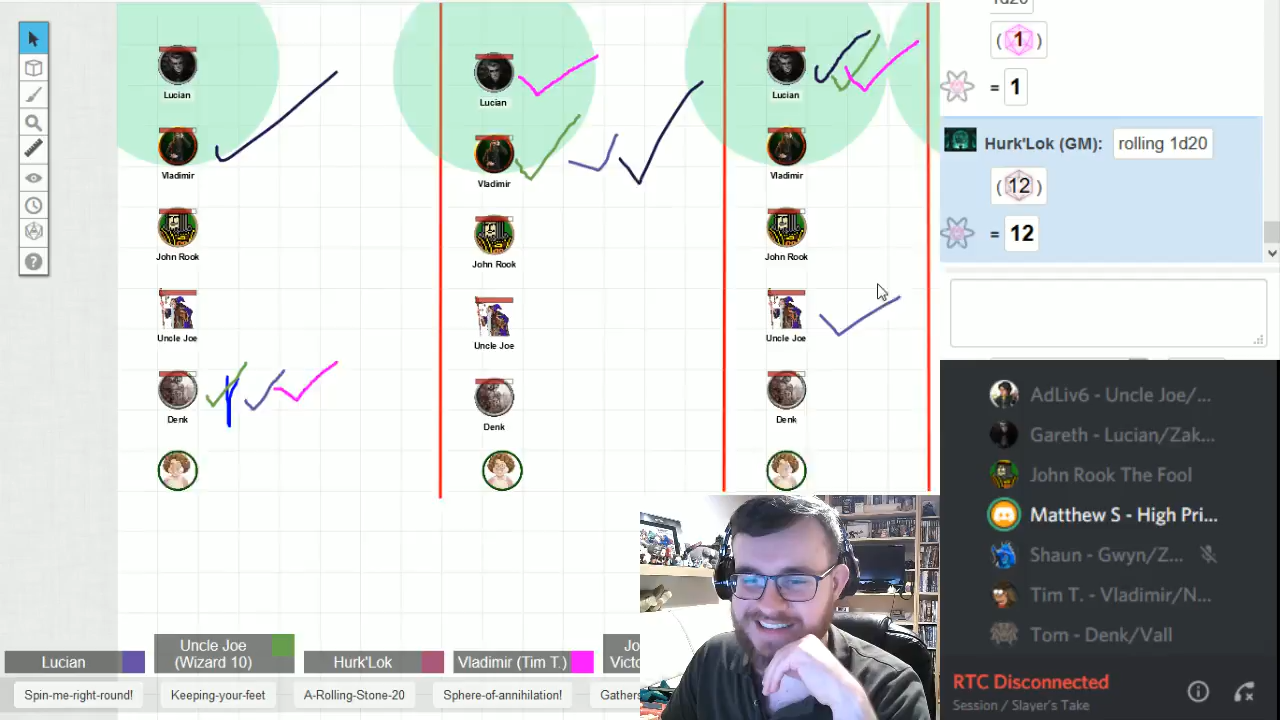 Lucian
Vladimir
John Rook
Uncle Joe
Denk
Lucian
Vladimir
John Rook
Uncle Joe
Denk
Lucian
Vladimir
John Rook
Uncle Joe
Denk
1d20
( 1 )
= 1
Hurk'Lok (GM): rolling 1d20
( 12 )
= 12
AdLiv6 - Uncle Joe/...
Gareth - Lucian/Zak...
John Rook The Fool
Matthew S - High Pri...
Shaun - Gwyn/Z...
Tim T. - Vladimir/N...
Tom - Denk/Vall
RTC Disconnected
Session / Slayer's Take
Lucian
Uncle Joe
(Wizard 10)
Hurk'Lok
Vladimir (Tim T.)
Jo
Victo
Spin-me-right-round!
Keeping-your-feet
A-Rolling-Stone-20
Sphere-of-annihilation!
Gathers